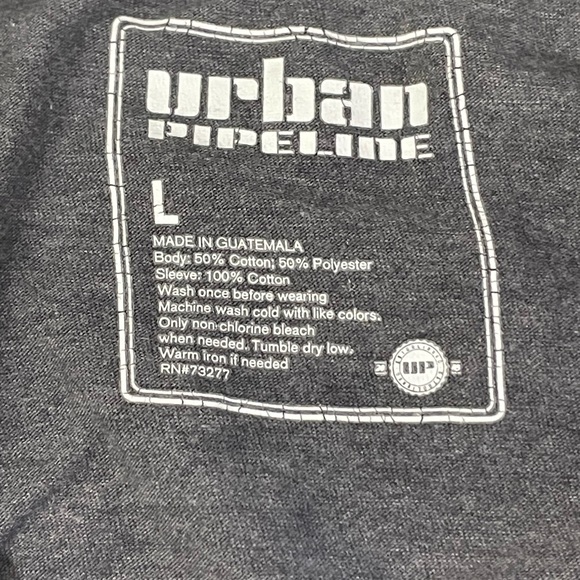 urban
PIPELINE
L
MADE IN GUATEMALA
Body: 50% Cotton; 50% Polyester
Sleeve: 100% Cotton
Wash once before wearing
Machine wash cold with like colors.
Only non-chlorine bleach
when needed. Tumble dry low.
Warm iron if needed
RN#73277
UP